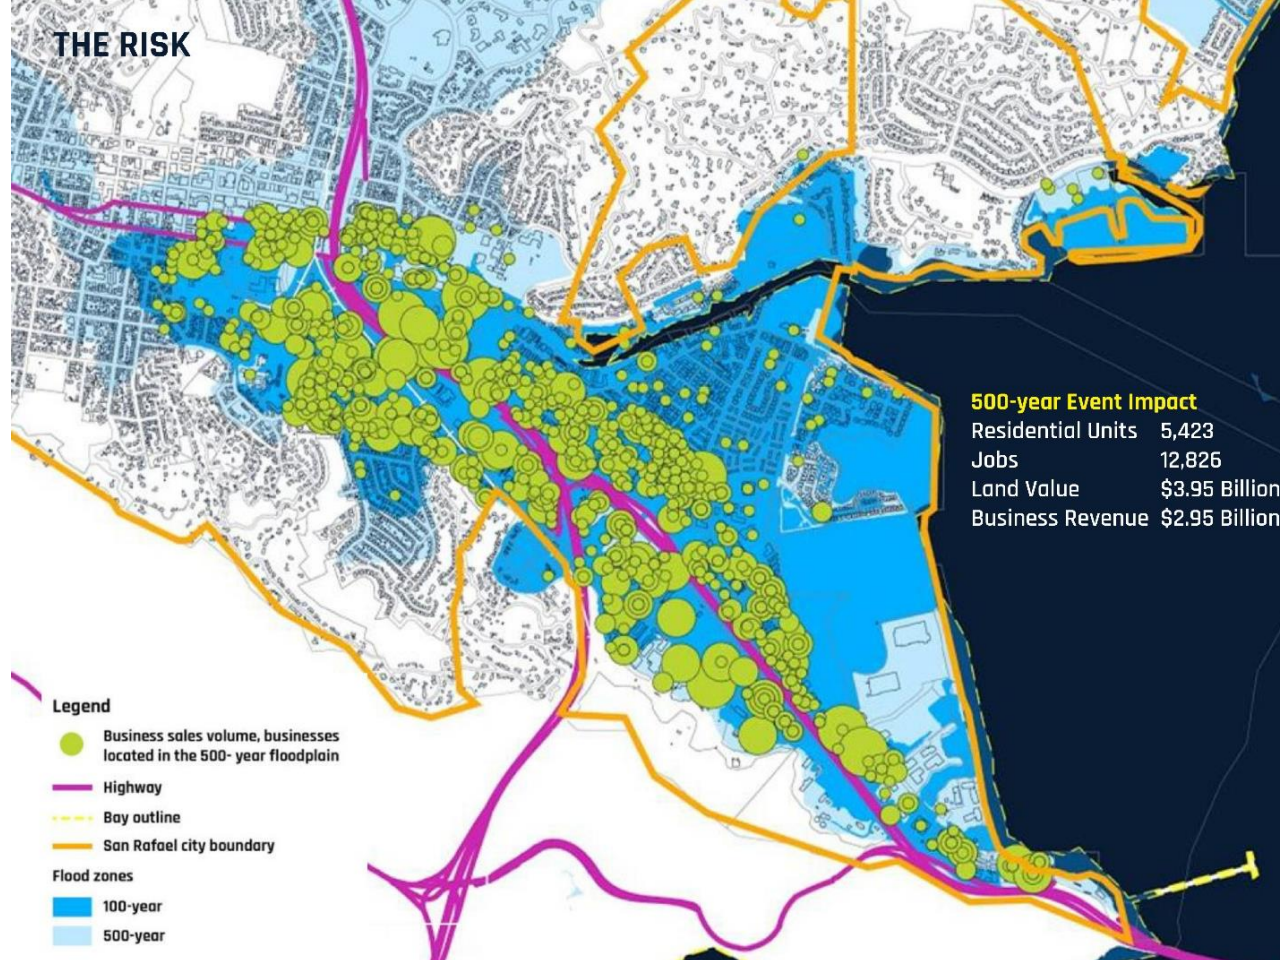 THE RISK
500-year Event Impact
Residential Units 5,423
Jobs 12,826
Land Value $3.95 Billion
Business Revenue $2.95 Billion
Legend
Business sales volume, businesses
located in the 500- year floodplain
Highway
Bay outline
San Rafael city boundary
Flood zones
100-year
500-year